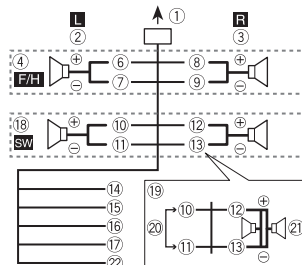 L R
① 
② ③
④ ⊕ ⑥ ⑧ ⊕
F/H ⊖ ⑦ ⑨ ⊖
⑱ ⊕ ⑩ ⑫ ⊕
SW ⊖ ⑪ ⑬ ⊖
⑭
⑮
⑯
⑰
㉒
⑲
⊕
⑩ ⑫
⑳ ㉑
⑪ ⑬
⊖